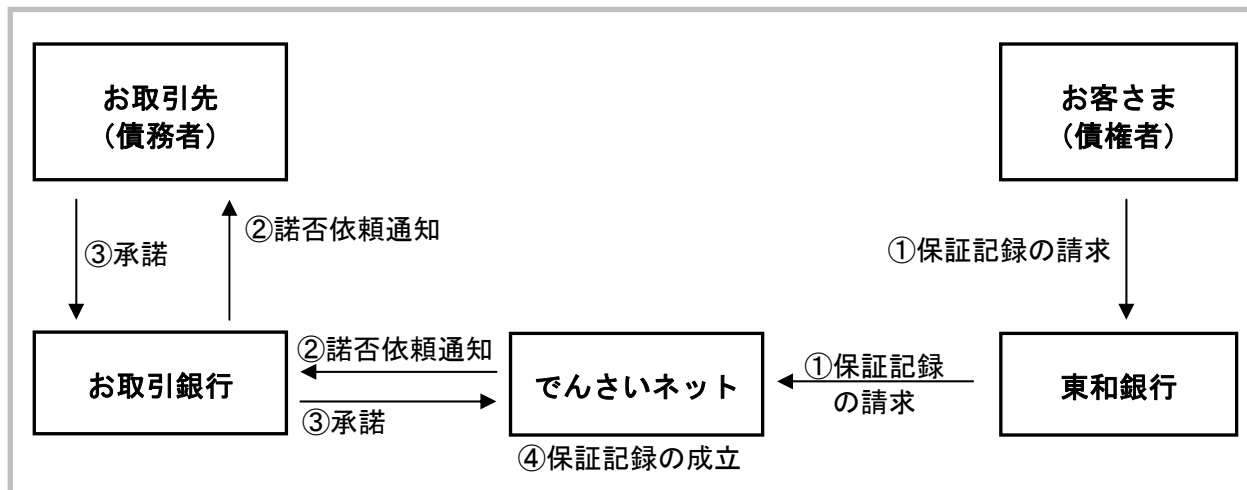 お取引先
（債務者）
お客さま
（債権者）
②諾否依頼通知
③承諾
①保証記録の請求
お取引銀行
②諾否依頼通知
③承諾
でんさいネット
①保証記録
の請求
東和銀行
④保証記録の成立